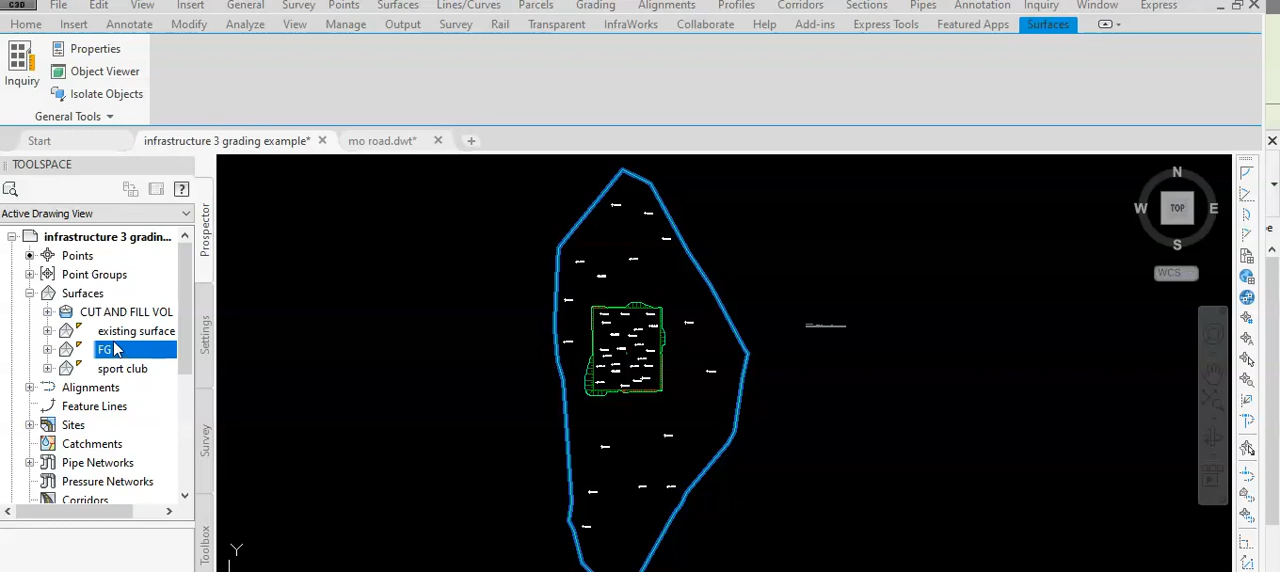 C3D File Edit View Insert General Survey Points Surfaces Lines/Curves Parcels Grading Alignments Profiles Corridors Sections Pipes Annotation Inquiry Window Express
Home Insert Annotate Modify Analyze View Manage Output Survey Rail Transparent InfraWorks Collaborate Help Add-ins Express Tools Featured Apps Surfaces
Inquiry
Properties
Object Viewer
Isolate Objects
General Tools
Start infrastructure 3 grading example* mo road.dwt*
TOOLSPACE
Active Drawing View
infrastructure 3 gradin...
Points
Point Groups
Surfaces
CUT AND FILL VOL
existing surface
FG
sport club
Alignments
Feature Lines
Sites
Catchments
Pipe Networks
Pressure Networks
Corridors
Prospector
Settings
Survey
Toolbox
N
W TOP E
S
WCS
Y